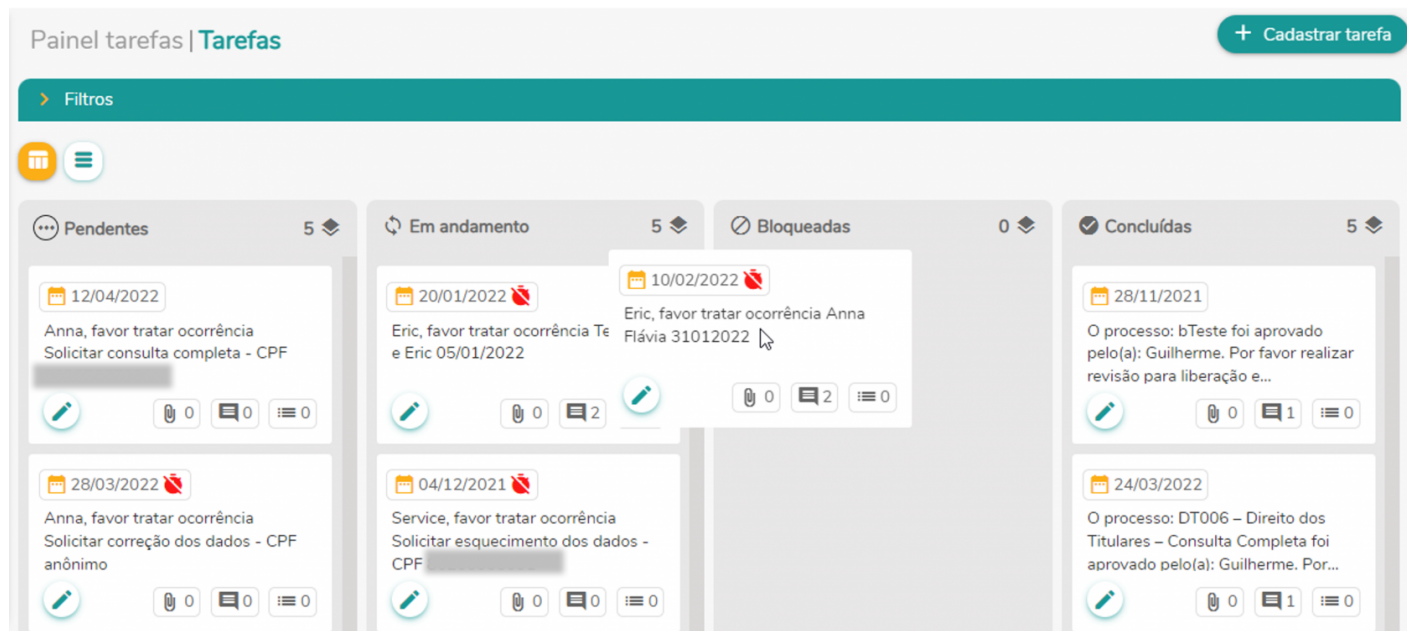 Painel tarefas | Tarefas
+ Cadastrar tarefa
Filtros
Pendentes 5
12/04/2022
Anna, favor tratar ocorrência
Solicitar consulta completa - CPF
0 0 0
28/03/2022
Anna, favor tratar ocorrência
Solicitar correção dos dados - CPF
anônimo
0 0 0
Em andamento 5
20/01/2022
Eric, favor tratar ocorrência Te
e Eric 05/01/2022
0 2
04/12/2021
Service, favor tratar ocorrência
Solicitar esquecimento dos dados -
CPF
0 0 0
Bloqueadas 0
10/02/2022
Eric, favor tratar ocorrência Anna
Flávia 31012022
0 2 0
Concluídas 5
28/11/2021
O processo: bTeste foi aprovado
pelo(a): Guilherme. Por favor realizar
revisão para liberação e...
0 1 0
24/03/2022
O processo: DT006 – Direito dos
Titulares – Consulta Completa foi
aprovado pelo(a): Guilherme. Por...
0 1 0